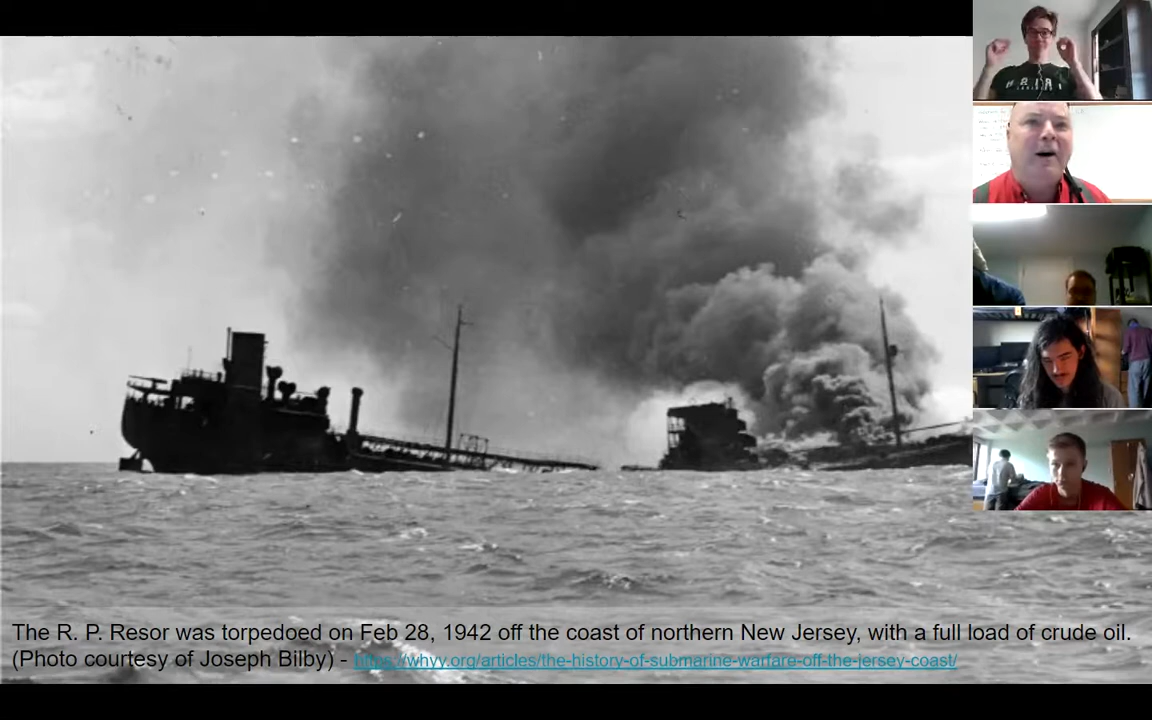 The R. P. Resor was torpedoed on Feb 28, 1942 off the coast of northern New Jersey, with a full load of crude oil.
(Photo courtesy of Joseph Bilby) - https://whyy.org/articles/the-history-of-submarine-warfare-off-the-jersey-coast/